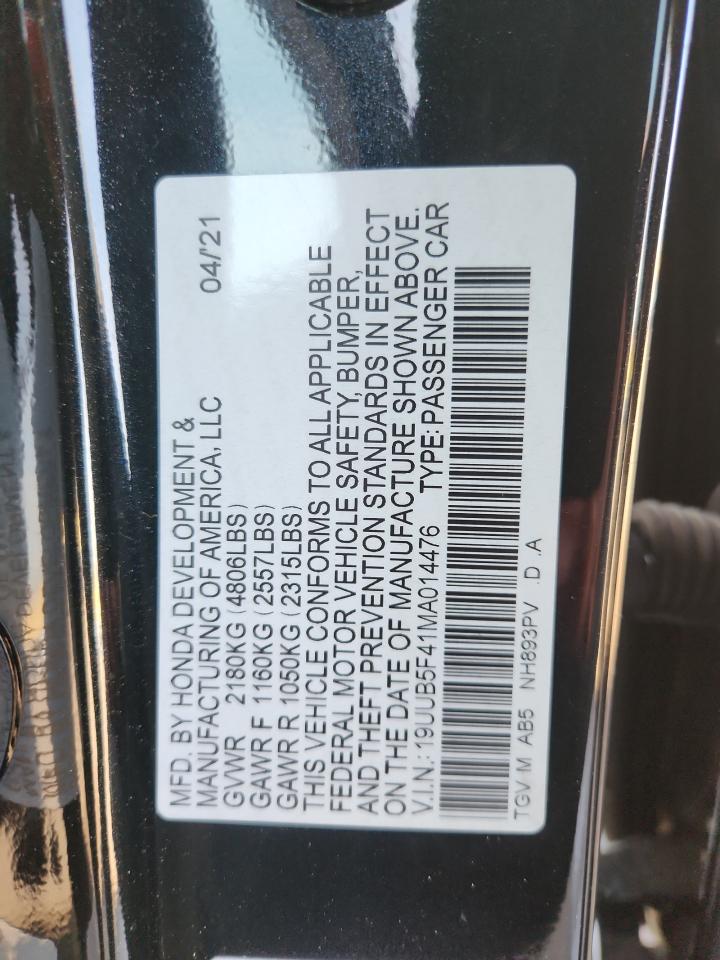 MFD. BY HONDA DEVELOPMENT &
MANUFACTURING OF AMERICA, LLC 04/'21
GVWR 2180KG (4806LBS)
GAWR F 1160KG (2557LBS)
GAWR R 1050KG (2315LBS)
THIS VEHICLE CONFORMS TO ALL APPLICABLE
FEDERAL MOTOR VEHICLE SAFETY, BUMPER,
AND THEFT PREVENTION STANDARDS IN EFFECT
ON THE DATE OF MANUFACTURE SHOWN ABOVE.
V.I.N.: 19UUB5F41MA014476 TYPE: PASSENGER CAR
TGV M AB5 NH893PV .D .A